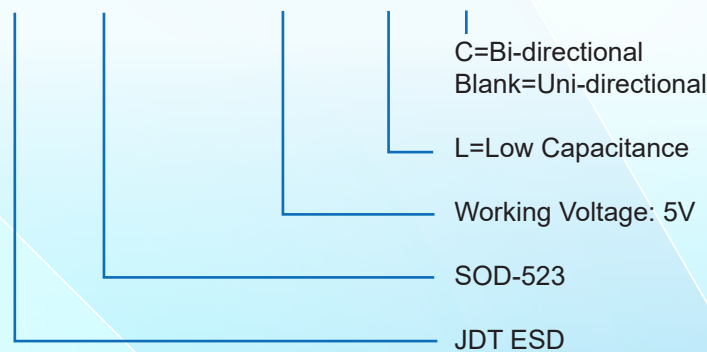 C=Bi-directional
Blank=Uni-directional
L=Low Capacitance
Working Voltage: 5V
SOD-523
JDT ESD